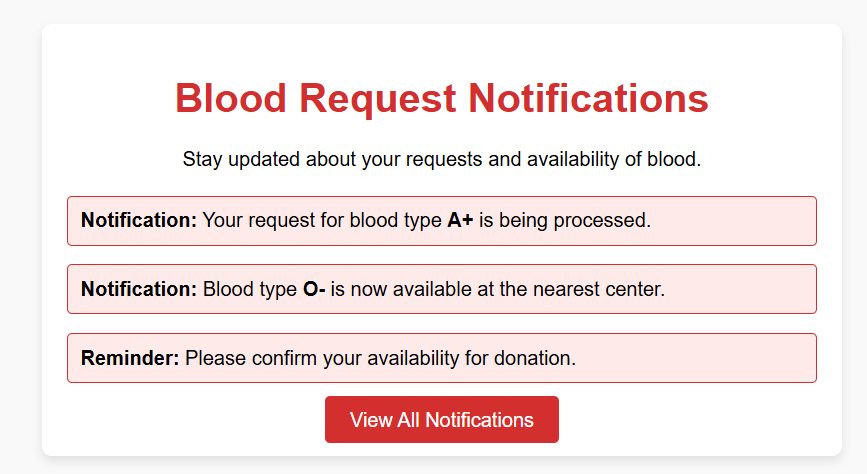 Blood Request Notifications
Stay updated about your requests and availability of blood.
Notification: Your request for blood type A+ is being processed.
Notification: Blood type O- is now available at the nearest center.
Reminder: Please confirm your availability for donation.
View All Notifications